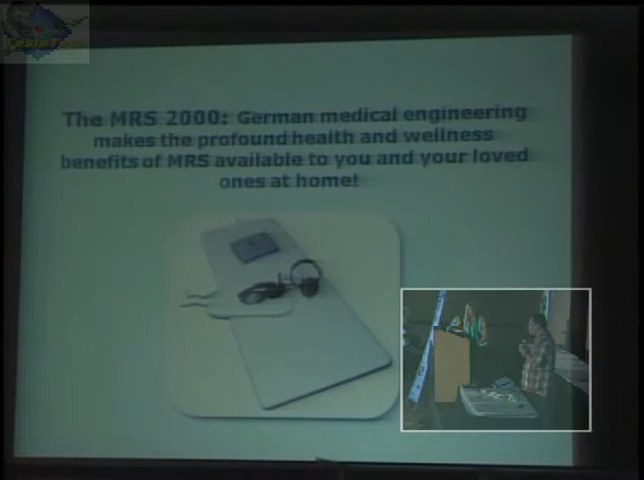 The MRS 2000: German medical engineering
makes the profound health and wellness
benefits of MRS available to you and your loved
ones at home!